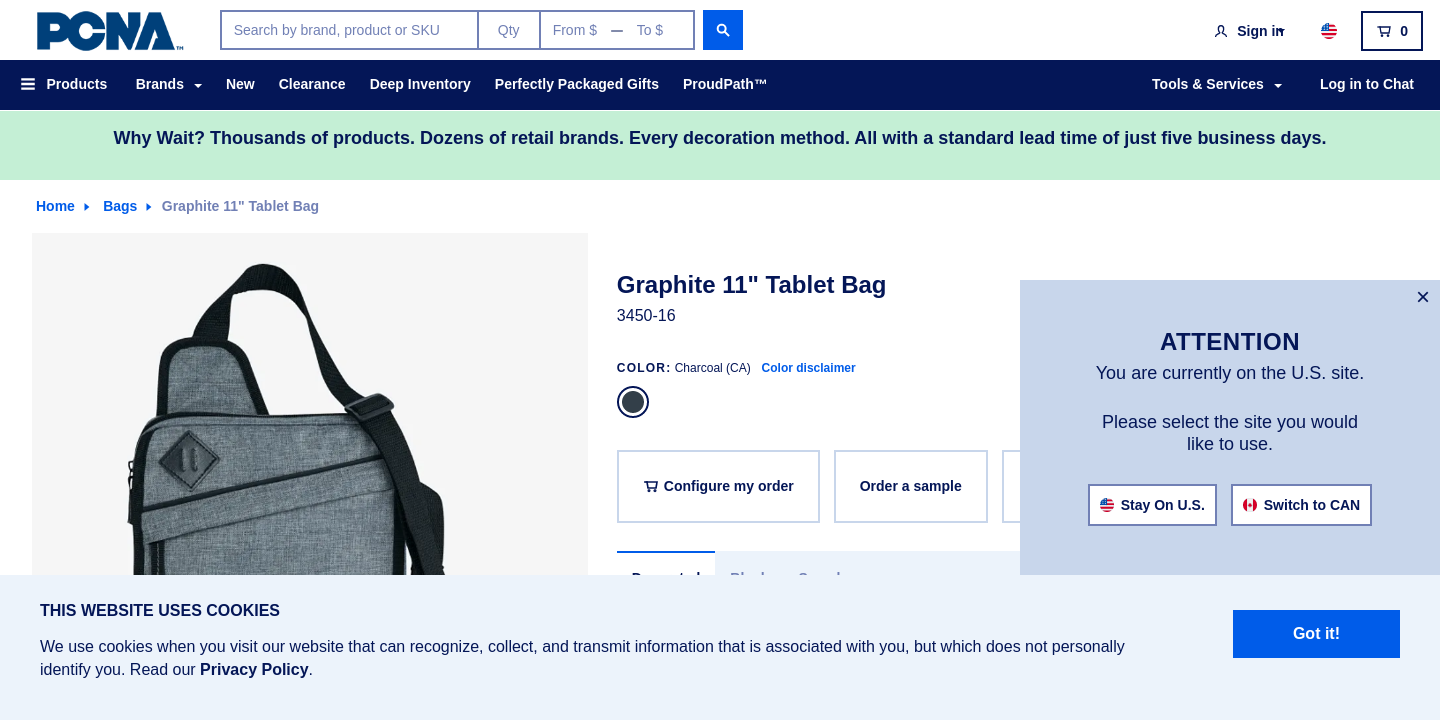 PCNA™
Search by brand, product or SKU
Qty
From $ — To $
Sign in
0
Products
Brands
New
Clearance
Deep Inventory
Perfectly Packaged Gifts
ProudPath™
Tools & Services
Log in to Chat
Why Wait? Thousands of products. Dozens of retail brands. Every decoration method. All with a standard lead time of just five business days.
Home
Bags
Graphite 11" Tablet Bag
Graphite 11" Tablet Bag
3450-16
COLOR: Charcoal (CA) Color disclaimer
Configure my order
Order a sample
×
ATTENTION
You are currently on the U.S. site.
Please select the site you would
like to use.
Stay On U.S.
Switch to CAN
THIS WEBSITE USES COOKIES
We use cookies when you visit our website that can recognize, collect, and transmit information that is associated with you, but which does not personally
identify you. Read our Privacy Policy.
Got it!